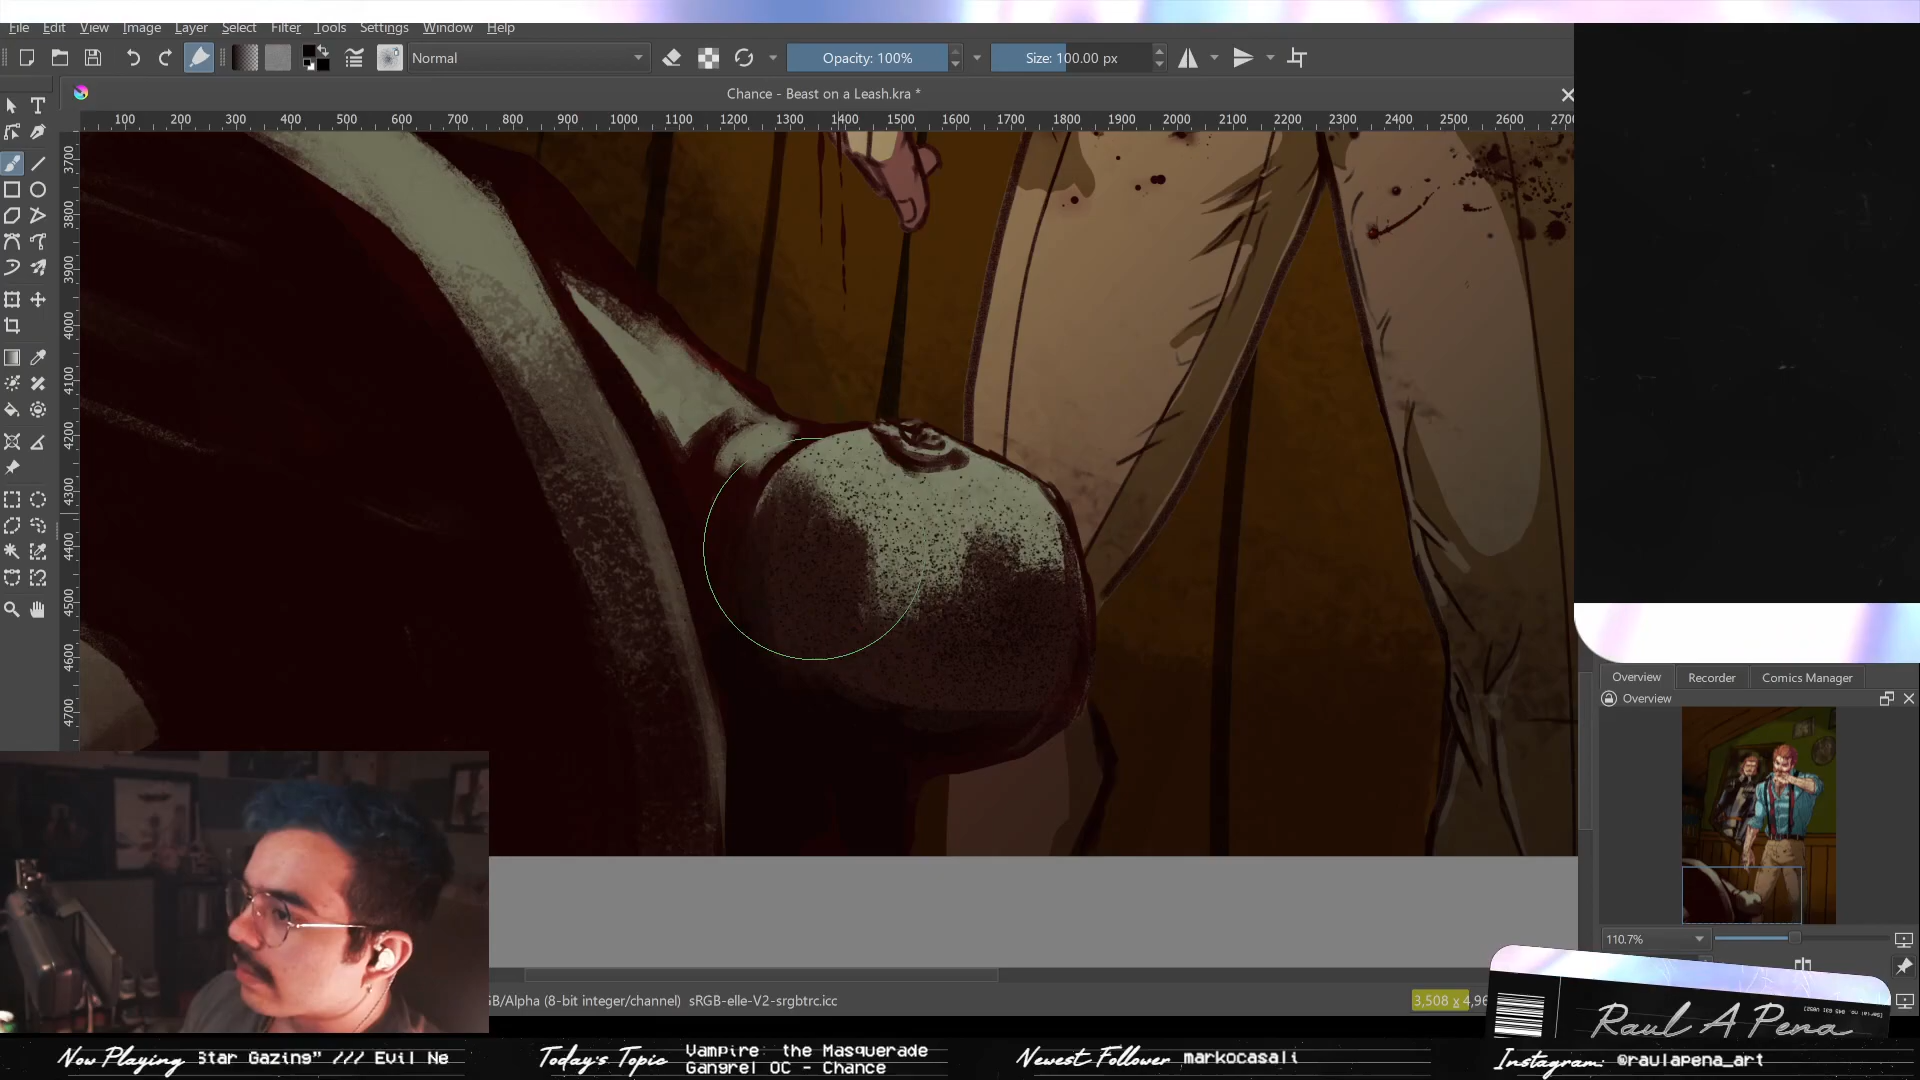 File Edit View Image Layer Select Filter Tools Settings Window Help
Normal
Opacity: 100%
Size: 100.00 px
Chance - Beast on a Leash.kra *
100 200 300 400 500 600 700 800 900 1000 1100 1200 1300 1400 1500 1600 1700 1800 1900 2000 2100 2200 2300 2400 2500 2600 2700
3700
3800
3900
4000
4100
4200
4300
4400
4500
4600
4700
Overview Recorder Comics Manager
Overview
110.7%
GB/Alpha (8-bit integer/channel) sRGB-elle-V2-srgbtrc.icc
3,508 x 4,96
Raul A Pena
Now Playing Star Gazing" /// Evil Ne
Today's Topic Vampire: the Masquerade
Gangrel OC - Chance
Newest Follower markocasali
Instagram: @raulapena_art